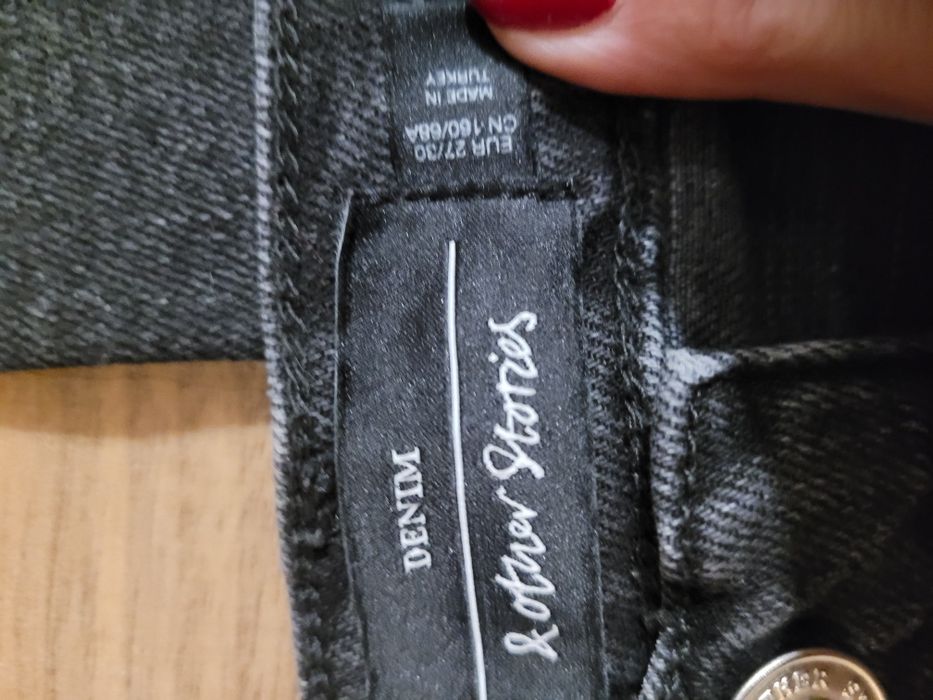 DENIM
& other Stories
EUR 27/30
CN 160/68A
MADE IN
TURKEY